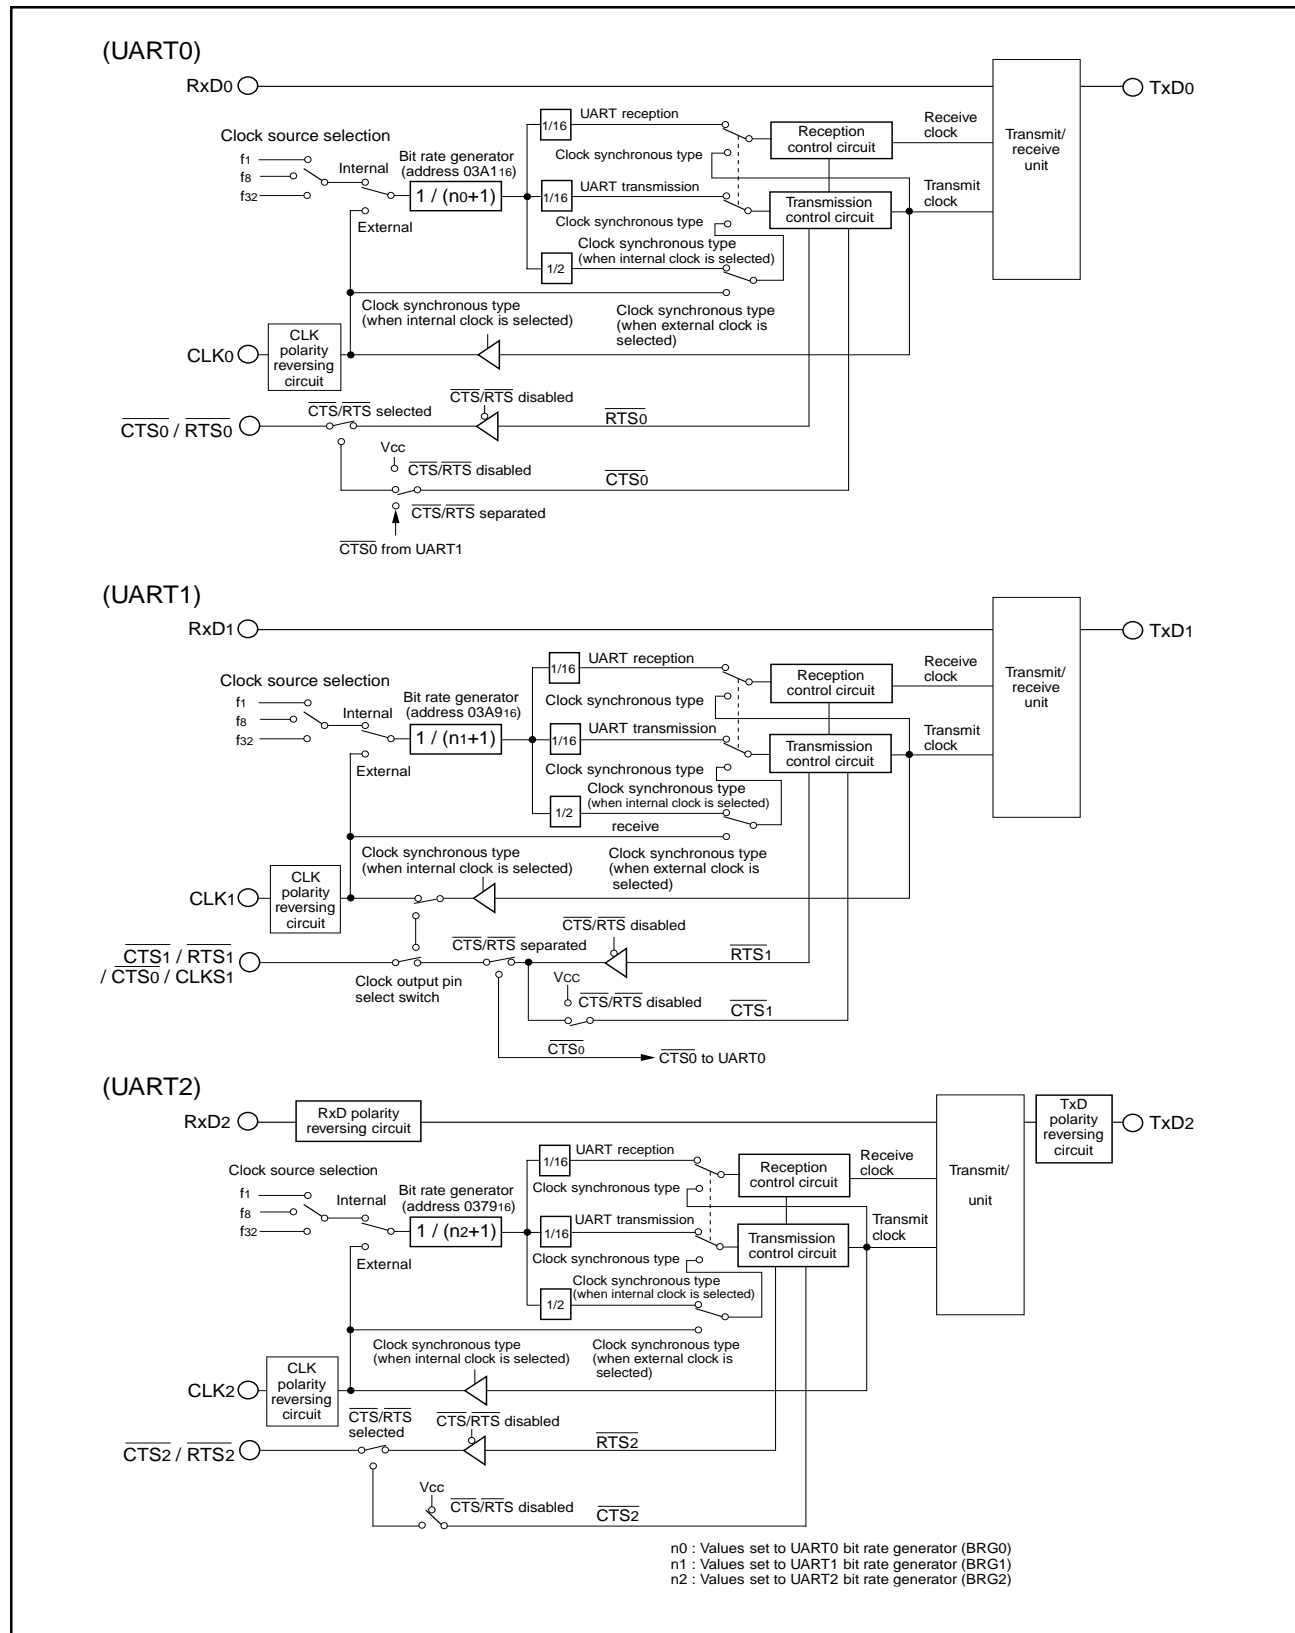 (UART0)
RxD0
TxD0
UART reception
1/16
Reception
control circuit
Receive
clock
Transmit/
receive
unit
Clock source selection
f1
f8
f32
Internal
External
Bit rate generator
(address 03A116)
1 / (n0+1)
Clock synchronous type
UART transmission
1/16
Transmission
control circuit
Transmit
clock
Clock synchronous type
Clock synchronous type
(when internal clock is selected)
1/2
Clock synchronous type
(when internal clock is selected)
Clock synchronous type
(when external clock is
selected)
CLK0
CLK
polarity
reversing
circuit
CTS0 / RTS0
CTS/RTS selected
CTS/RTS disabled
RTS0
Vcc
CTS/RTS disabled
CTS0
CTS/RTS separated
CTS0 from UART1
(UART1)
RxD1
TxD1
UART reception
1/16
Reception
control circuit
Receive
clock
Transmit/
receive
unit
Clock source selection
f1
f8
f32
Internal
External
Bit rate generator
(address 03A916)
1 / (n1+1)
Clock synchronous type
UART transmission
1/16
Transmission
control circuit
Transmit
clock
Clock synchronous type
Clock synchronous type
(when internal clock is selected)
1/2
receive
Clock synchronous type
(when internal clock is selected)
Clock synchronous type
(when external clock is
selected)
CLK1
CLK
polarity
reversing
circuit
CTS1 / RTS1
/ CTS0 / CLKS1
Clock output pin
select switch
CTS/RTS separated
CTS/RTS disabled
RTS1
VCC
CTS/RTS disabled
CTS1
CTS0
CTS0 to UART0
(UART2)
RxD2
RxD polarity
reversing circuit
TxD
polarity
reversing
circuit
TxD2
UART reception
1/16
Reception
control circuit
Receive
clock
Transmit/
unit
Clock source selection
f1
f8
f32
Internal
External
Bit rate generator
(address 037916)
1 / (n2+1)
Clock synchronous type
UART transmission
1/16
Transmission
control circuit
Transmit
clock
Clock synchronous type
Clock synchronous type
(when internal clock is selected)
1/2
Clock synchronous type
(when internal clock is selected)
Clock synchronous type
(when external clock is
selected)
CLK2
CLK
polarity
reversing
circuit
CTS2 / RTS2
CTS/RTS
selected
CTS/RTS disabled
RTS2
Vcc
CTS/RTS disabled
CTS2
n0 : Values set to UART0 bit rate generator (BRG0)
n1 : Values set to UART1 bit rate generator (BRG1)
n2 : Values set to UART2 bit rate generator (BRG2)